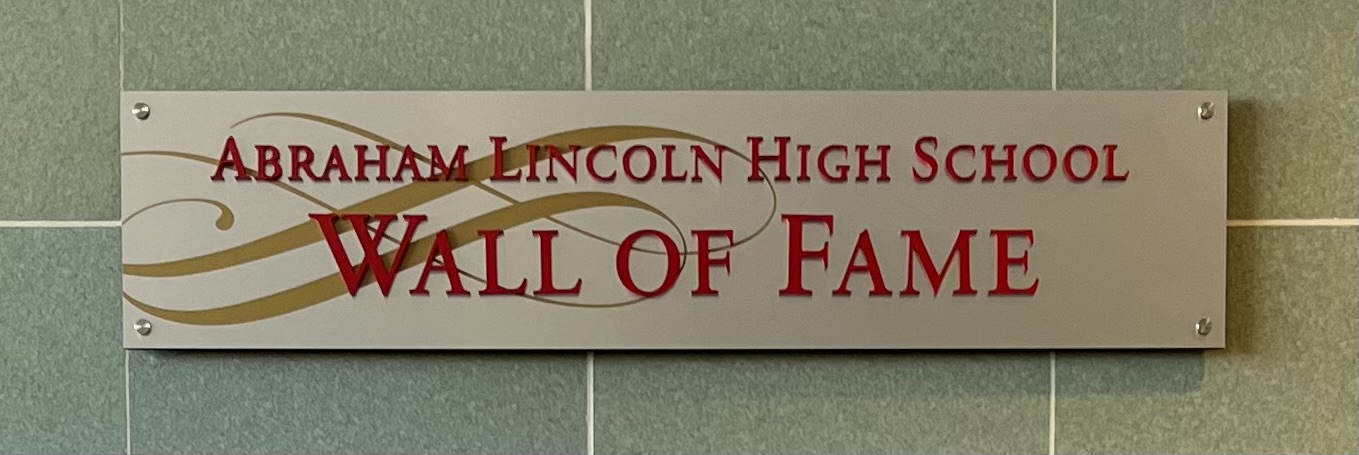 Abraham Lincoln High School
Wall of Fame